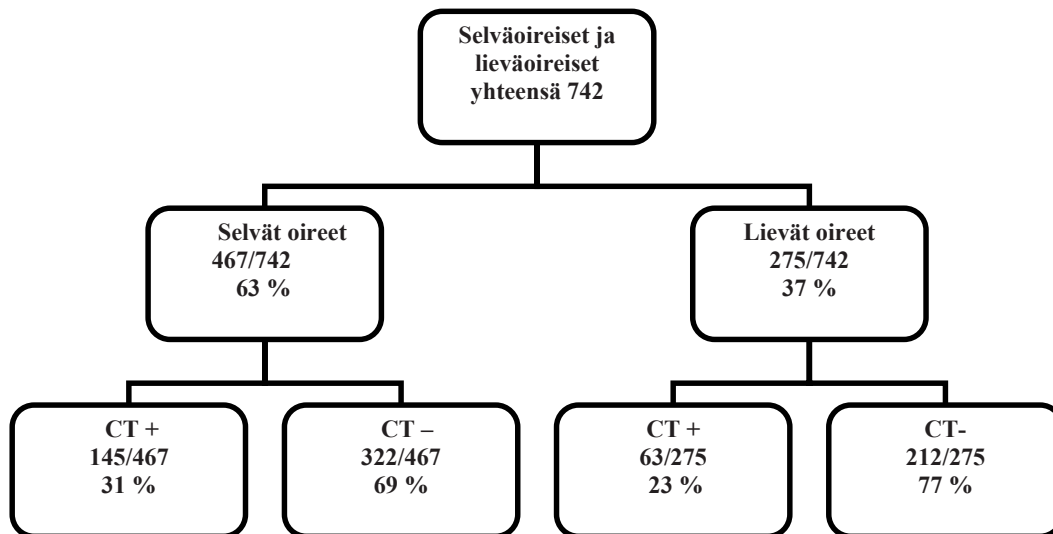 Selväoireiset ja
lieväoireiset
yhteensä 742
Selvät oireet
467/742
63 %
Lievät oireet
275/742
37 %
CT +
145/467
31 %
CT –
322/467
69 %
CT +
63/275
23 %
CT-
212/275
77 %